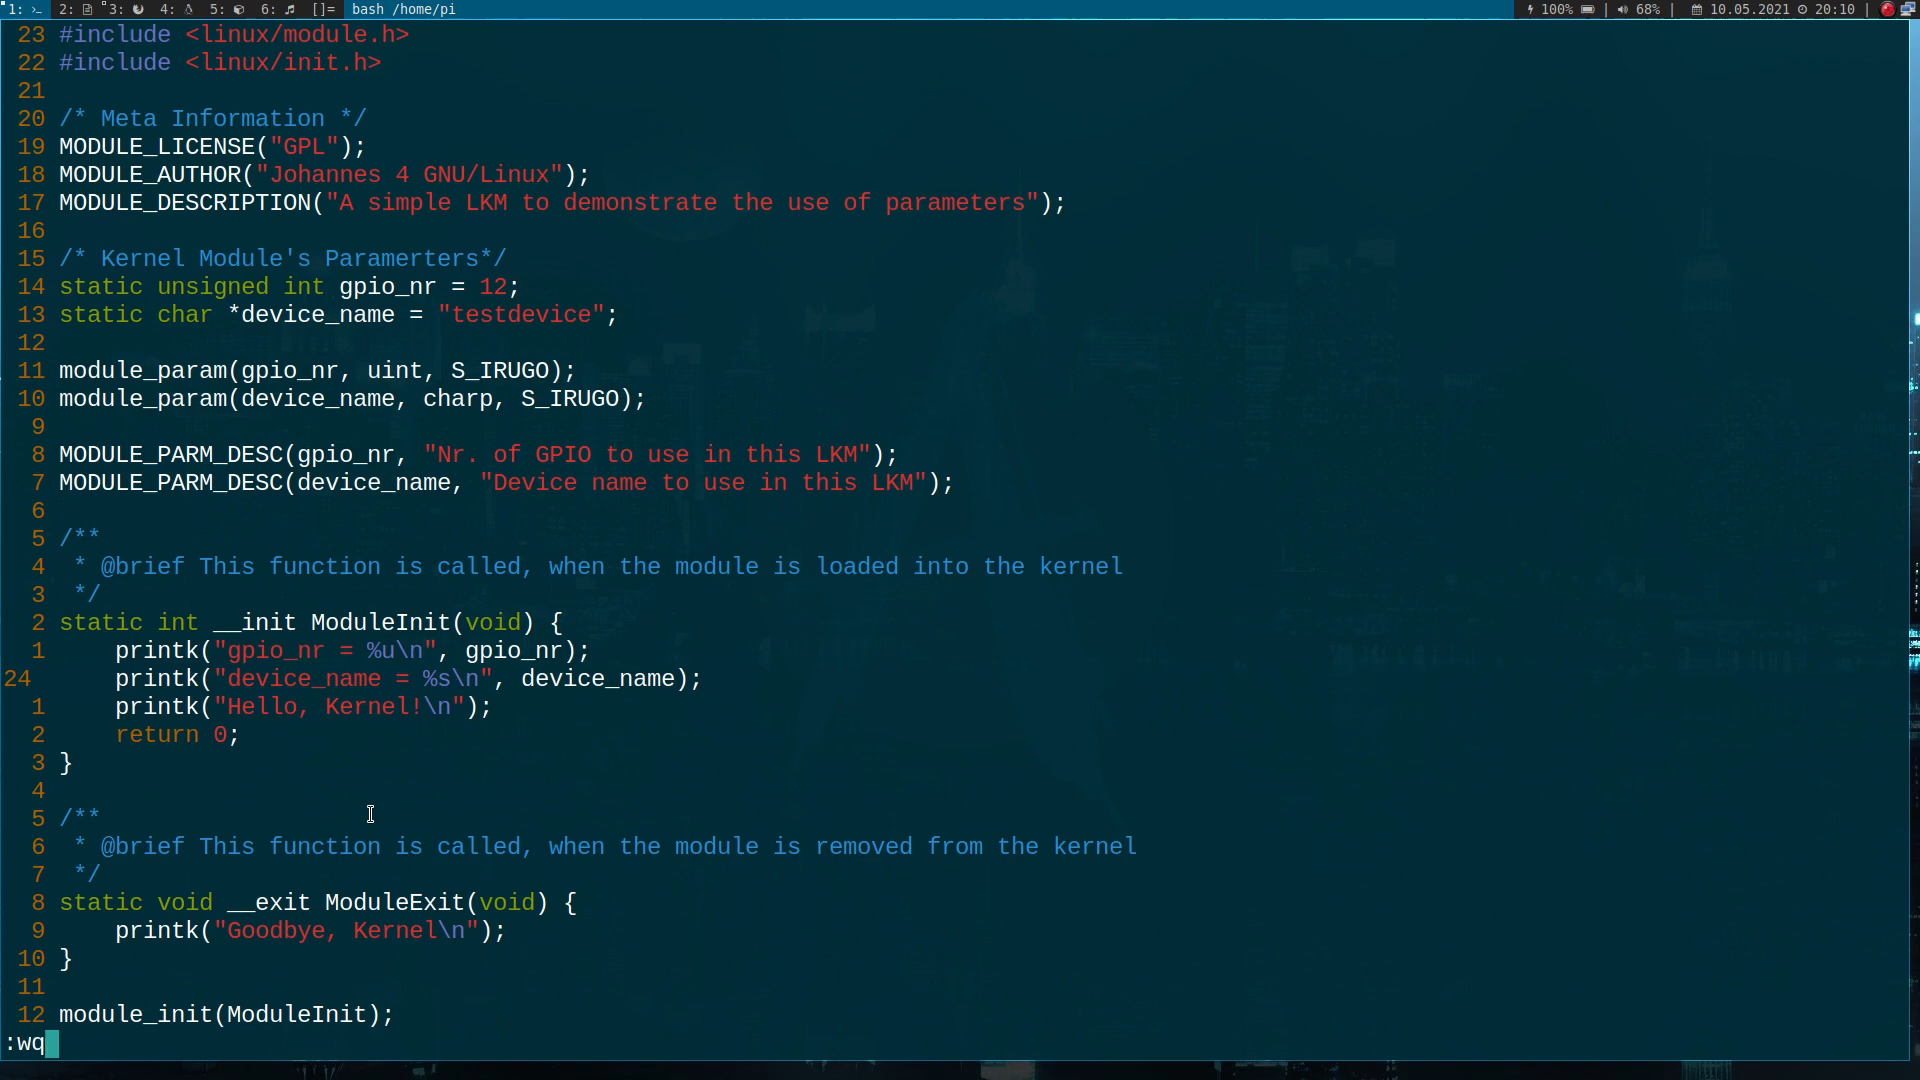 1: 2: 3: 4: 5: 6: []= bash /home/pi 100% | 68% | 10.05.2021 20:10 |
23 #include <linux/module.h>
22 #include <linux/init.h>
21
20 /* Meta Information */
19 MODULE_LICENSE("GPL");
18 MODULE_AUTHOR("Johannes 4 GNU/Linux");
17 MODULE_DESCRIPTION("A simple LKM to demonstrate the use of parameters");
16
15 /* Kernel Module's Paramerters*/
14 static unsigned int gpio_nr = 12;
13 static char *device_name = "testdevice";
12
11 module_param(gpio_nr, uint, S_IRUGO);
10 module_param(device_name, charp, S_IRUGO);
9
8 MODULE_PARM_DESC(gpio_nr, "Nr. of GPIO to use in this LKM");
7 MODULE_PARM_DESC(device_name, "Device name to use in this LKM");
6
5 /**
4  * @brief This function is called, when the module is loaded into the kernel
3  */
2 static int __init ModuleInit(void) {
1     printk("gpio_nr = %u\n", gpio_nr);
24     printk("device_name = %s\n", device_name);
1     printk("Hello, Kernel!\n");
2     return 0;
3 }
4
5 /**
6  * @brief This function is called, when the module is removed from the kernel
7  */
8 static void __exit ModuleExit(void) {
9     printk("Goodbye, Kernel\n");
10 }
11
12 module_init(ModuleInit);
:wq